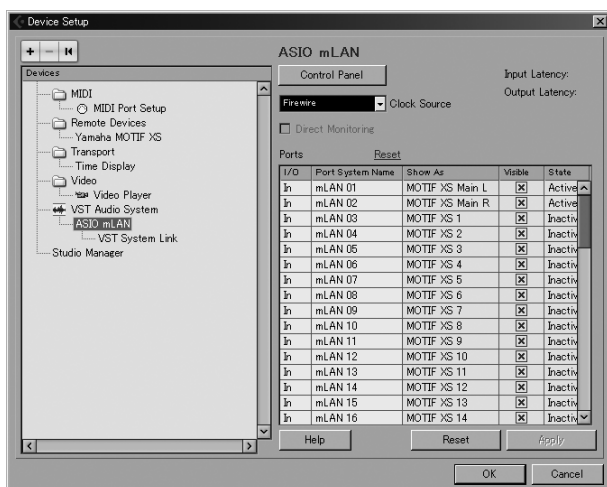 Device Setup
Devices
MIDI
MIDI Port Setup
Remote Devices
Yamaha MOTIF XS
Transport
Time Display
Video
Video Player
VST Audio System
ASIO mLAN
VST System Link
Studio Manager
ASIO mLAN
Control Panel
Input Latency:
Output Latency:
Firewire Clock Source
Direct Monitoring
Ports Reset
I/O Port System Name Show As Visible State
In mLAN 01 MOTIF XS Main L Active
In mLAN 02 MOTIF XS Main R Active
In mLAN 03 MOTIF XS 1 Inactiv
In mLAN 04 MOTIF XS 2 Inactiv
In mLAN 05 MOTIF XS 3 Inactiv
In mLAN 06 MOTIF XS 4 Inactiv
In mLAN 07 MOTIF XS 5 Inactiv
In mLAN 08 MOTIF XS 6 Inactiv
In mLAN 09 MOTIF XS 7 Inactiv
In mLAN 10 MOTIF XS 8 Inactiv
In mLAN 11 MOTIF XS 9 Inactiv
In mLAN 12 MOTIF XS 10 Inactiv
In mLAN 13 MOTIF XS 11 Inactiv
In mLAN 14 MOTIF XS 12 Inactiv
In mLAN 15 MOTIF XS 13 Inactiv
In mLAN 16 MOTIF XS 14 Inactiv
Help Reset Apply
OK Cancel